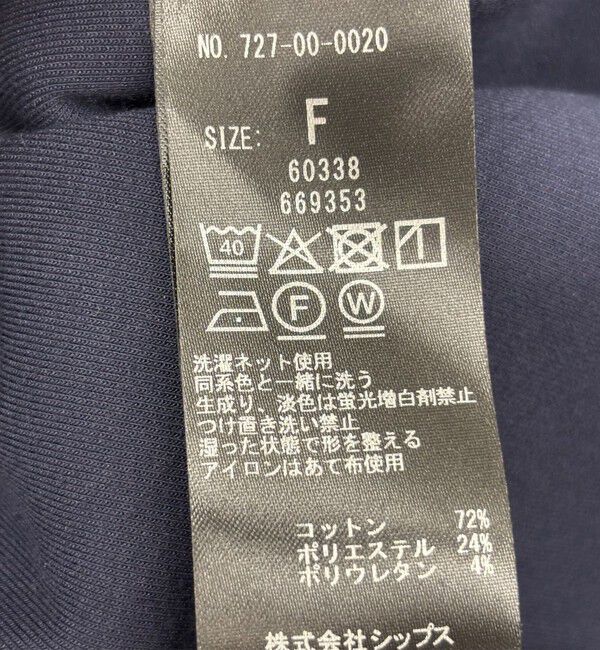 NO. 727-00-0020
SIZE: F
60338
669353
40
F W
洗濯ネット使用
同系色と一緒に洗う
生成り、淡色は蛍光増白剤禁止
つけ置き洗い禁止
湿った状態で形を整える
アイロンはあて布使用
コットン 72%
ポリエステル 24%
ポリウレタン 4%
株式会社シップス